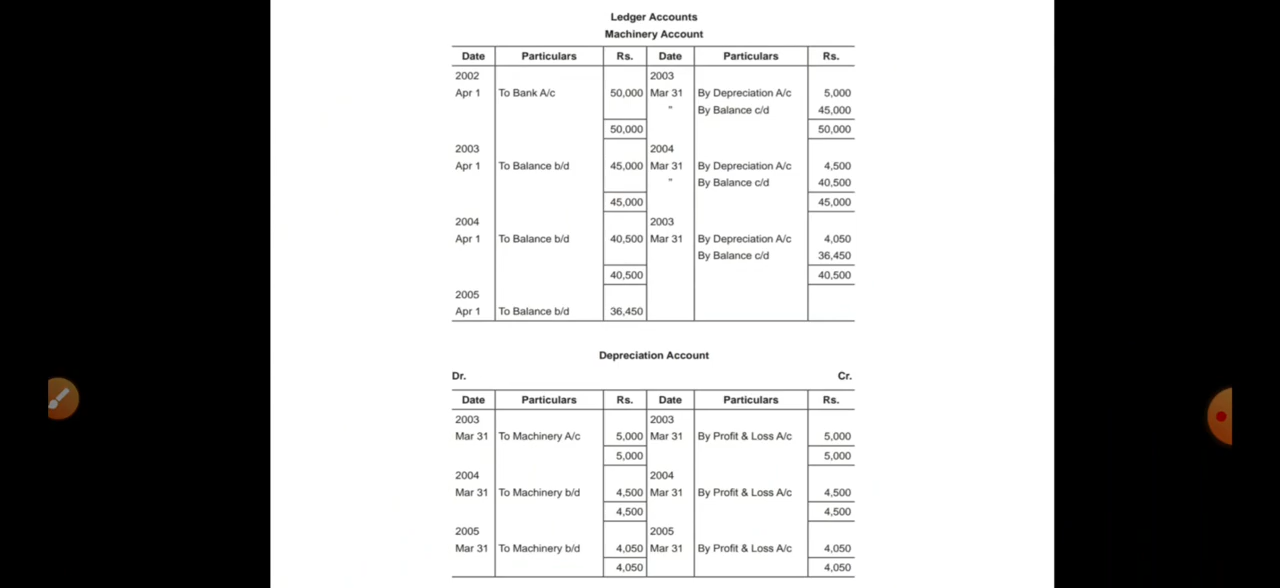 Ledger Accounts
Machinery Account
Date Particulars Rs. Date Particulars Rs.
2002 2003
Apr 1 To Bank A/c 50,000 Mar 31 By Depreciation A/c 5,000
" By Balance c/d 45,000
50,000 50,000
2003 2004
Apr 1 To Balance b/d 45,000 Mar 31 By Depreciation A/c 4,500
" By Balance c/d 40,500
45,000 45,000
2004 2003
Apr 1 To Balance b/d 40,500 Mar 31 By Depreciation A/c 4,050
By Balance c/d 36,450
40,500 40,500
2005
Apr 1 To Balance b/d 36,450
Depreciation Account
Dr. Cr.
Date Particulars Rs. Date Particulars Rs.
2003 2003
Mar 31 To Machinery A/c 5,000 Mar 31 By Profit & Loss A/c 5,000
5,000 5,000
2004 2004
Mar 31 To Machinery b/d 4,500 Mar 31 By Profit & Loss A/c 4,500
4,500 4,500
2005 2005
Mar 31 To Machinery b/d 4,050 Mar 31 By Profit & Loss A/c 4,050
4,050 4,050